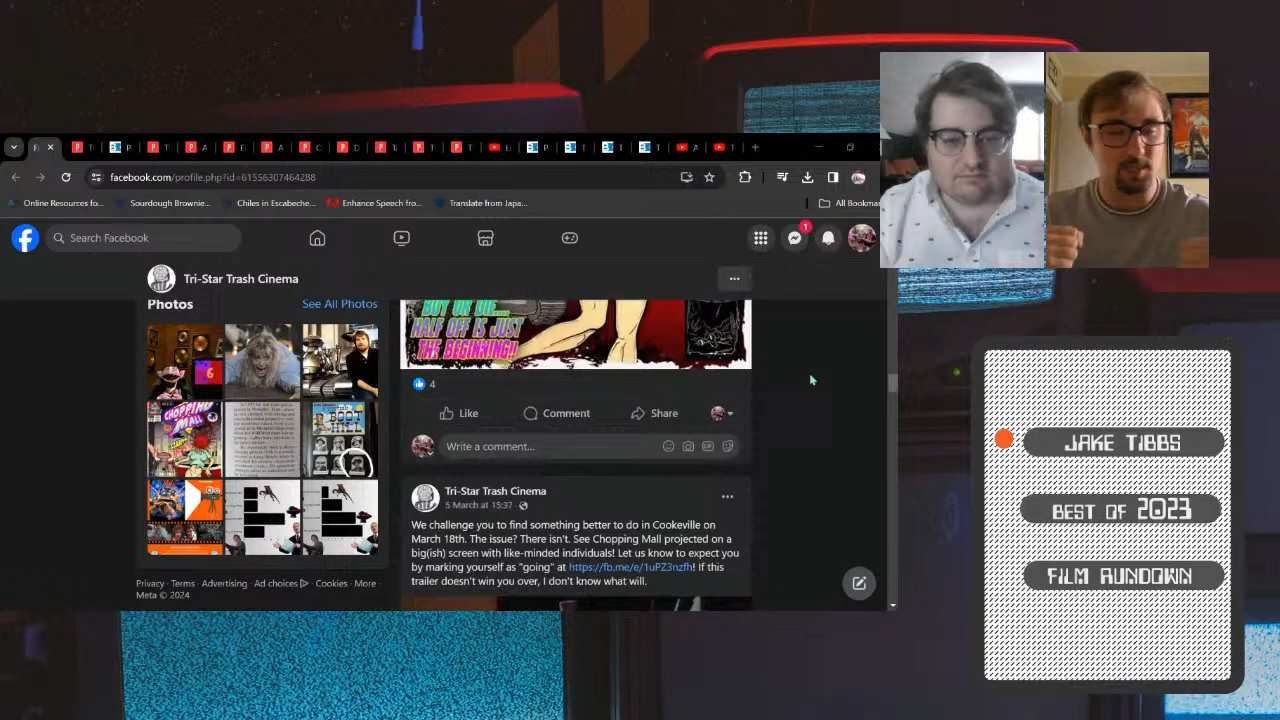 Online Resources fo...
Sourdough Brownie...
Chiles in Escabeche...
Enhance Speech fro...
Translate from Japa...
All Bookmar
facebook.com/profile.php?id=61556307464288
Search Facebook
1
Tri-Star Trash Cinema
Photos
See All Photos
6
CHOPPING MALL
BUY OR DIE...
HALF OFF IS JUST
THE BEGINNING!!
4
Like
Comment
Share
Write a comment...
Tri-Star Trash Cinema
5 March at 15:37
We challenge you to find something better to do in Cookeville on
March 18th. The issue? There isn't. See Chopping Mall projected on a
big(ish) screen with like-minded individuals! Let us know to expect you
by marking yourself as "going" at https://fb.me/e/1uPZ3nzfh! If this
trailer doesn't win you over, I don't know what will.
Privacy · Terms · Advertising · Ad choices · Cookies · More ·
Meta © 2024
JAKE TIBBS
BEST OF 2023
FILM RUNDOWN